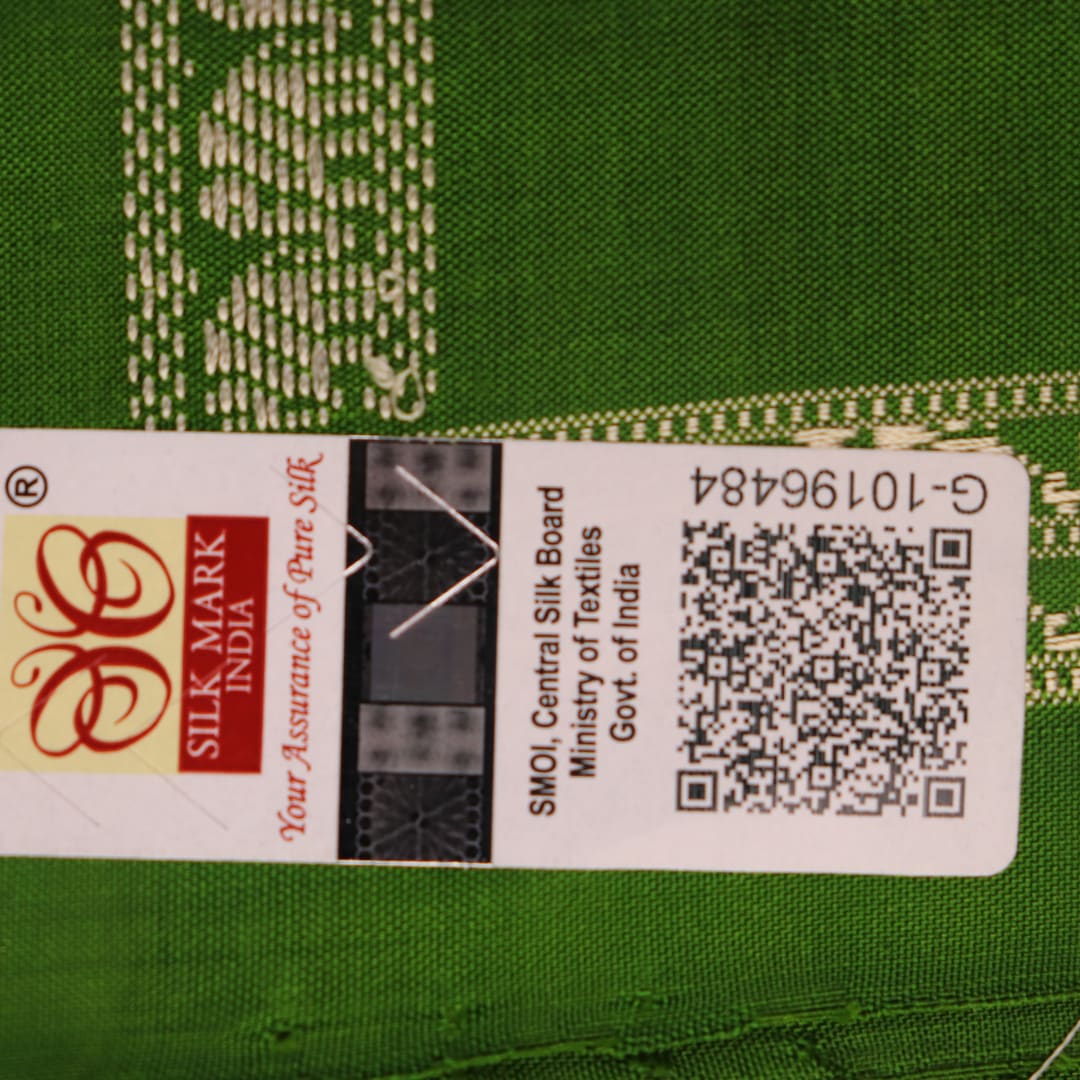 ®
SILK MARK
INDIA
Your Assurance of Pure Silk
SMOI, Central Silk Board
Ministry of Textiles
Govt. of India
G-10196484